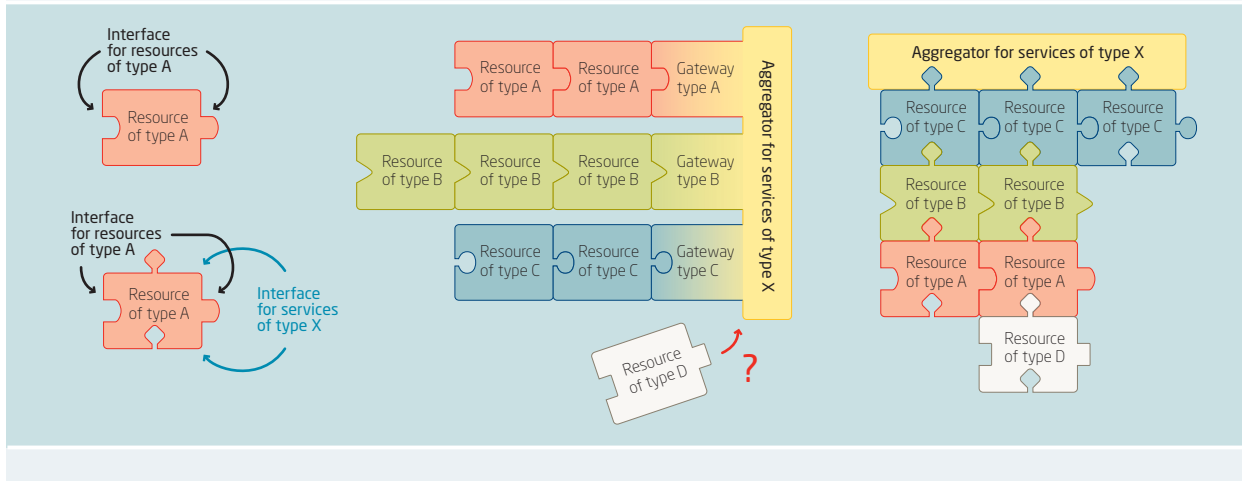 Interface
for resources
of type A
Resource
of type A
Interface
for resources
of type A
Resource
of type A
Interface
for services
of type X
Resource
of type A
Resource
of type A
Gateway
type A
Resource
of type B
Resource
of type B
Resource
of type B
Gateway
type B
Resource
of type C
Resource
of type C
Gateway
type C
Aggregator for services of type X
Resource
of type D
?
Aggregator for services of type X
Resource
of type C
Resource
of type C
Resource
of type C
Resource
of type B
Resource
of type B
Resource
of type A
Resource
of type A
Resource
of type D